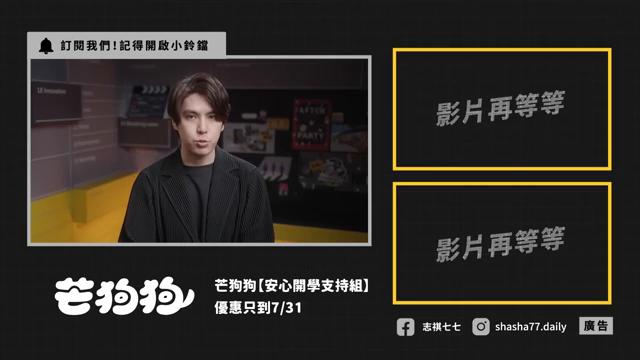 訂閱我們!記得開啟小鈴鐺
AFTER
PARTY
影片再等等
影片再等等
芒狗狗
芒狗狗【安心開學支持組】
優惠只到7/31
志祺七七
shasha77.daily
廣告